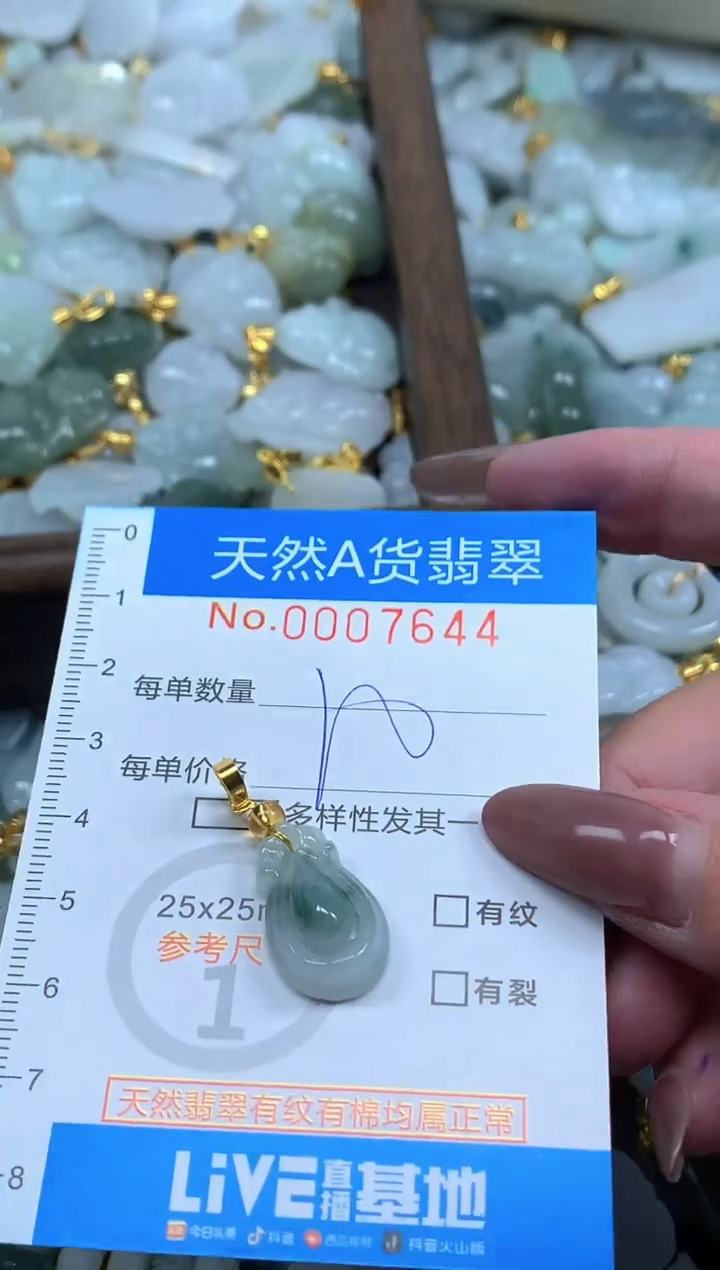 0
天然A货翡翠
No.0007644
1
2
每单数量
3
每单价
多样性发其一
4
25x25
有纹
5
参考尺
1
有裂
6
7
天然翡翠有纹有棉均属正常
8
LiVE直播基地
今日头条 抖音 西瓜视频 抖音火山版